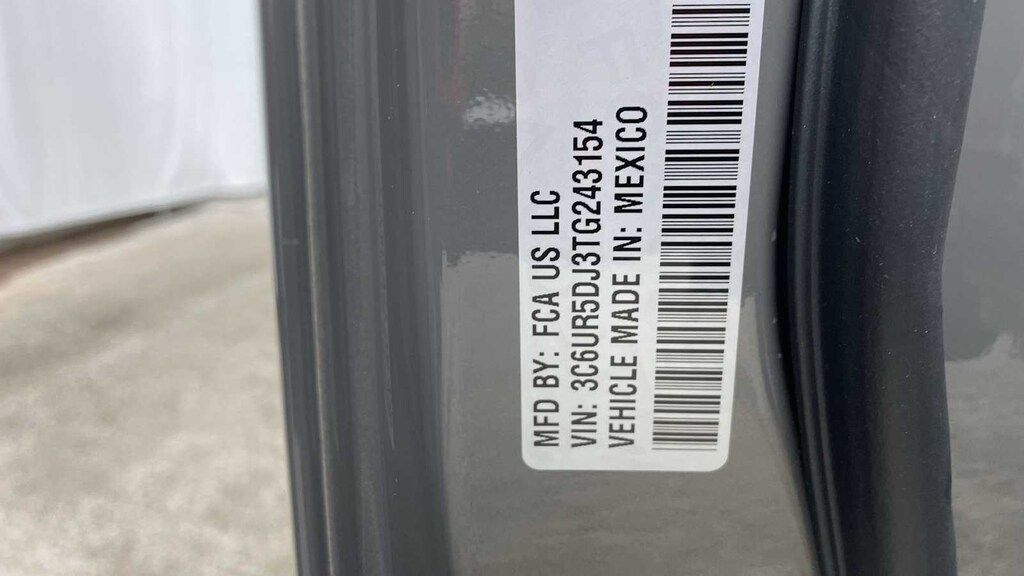 MFD BY: FCA US LLC
VIN: 3C6UR5DJ3TG243154
VEHICLE MADE IN: MEXICO